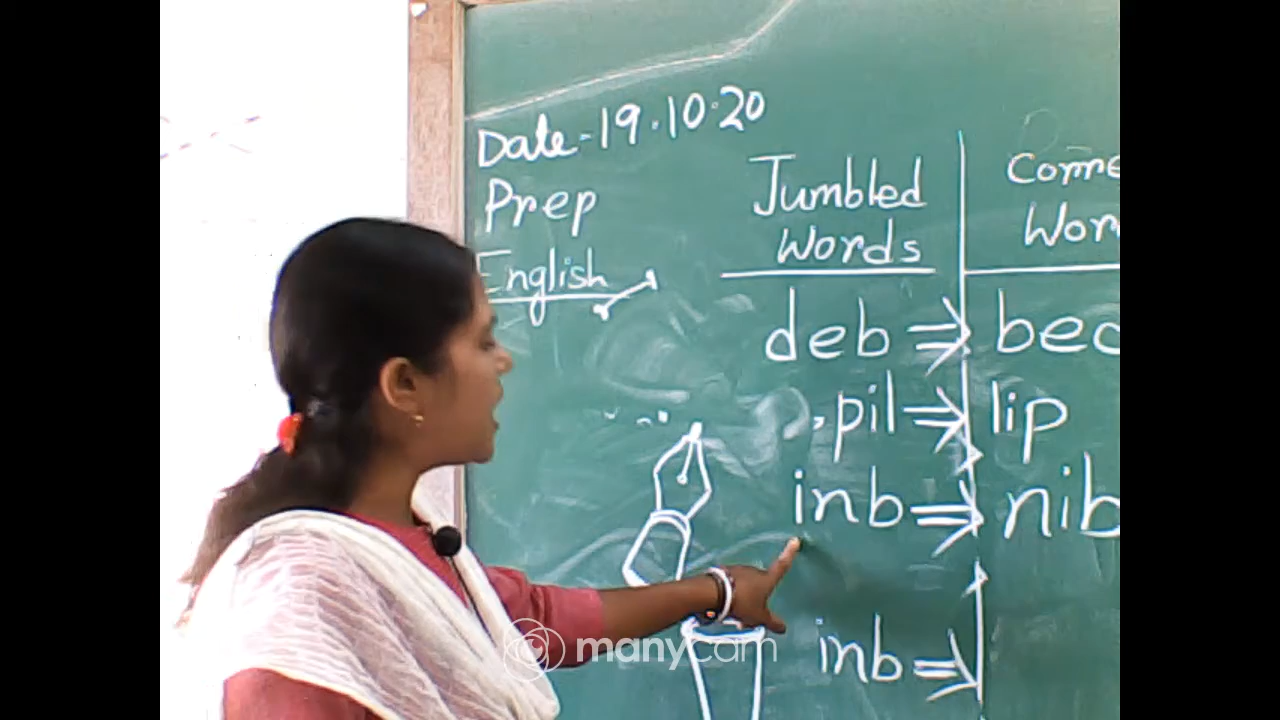 Date - 19.10.20
Prep
English
Jumbled Words
Corre
Wor
deb ⇒ bed
pil ⇒ lip
inb ⇒ nib
inb ⇒
manycam